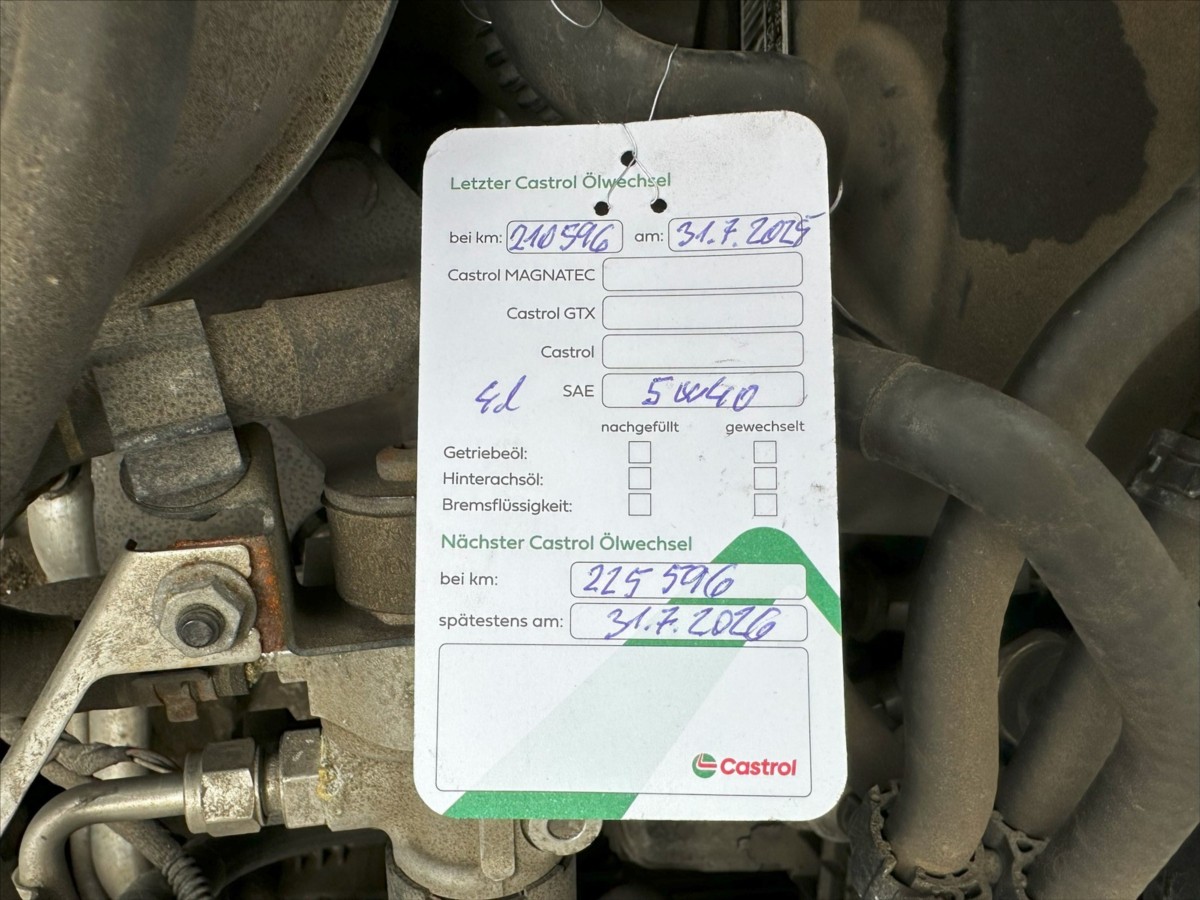 Letzter Castrol Ölwechsel
bei km: 210596 am: 31.7.2025
Castrol MAGNATEC
Castrol GTX
Castrol
SAE 5W40
nachgefüllt gewechselt
Getriebeöl:
Hinterachsöl:
Bremsflüssigkeit:
Nächster Castrol Ölwechsel
bei km: 225596
spätestens am: 31.7.2026
Castrol